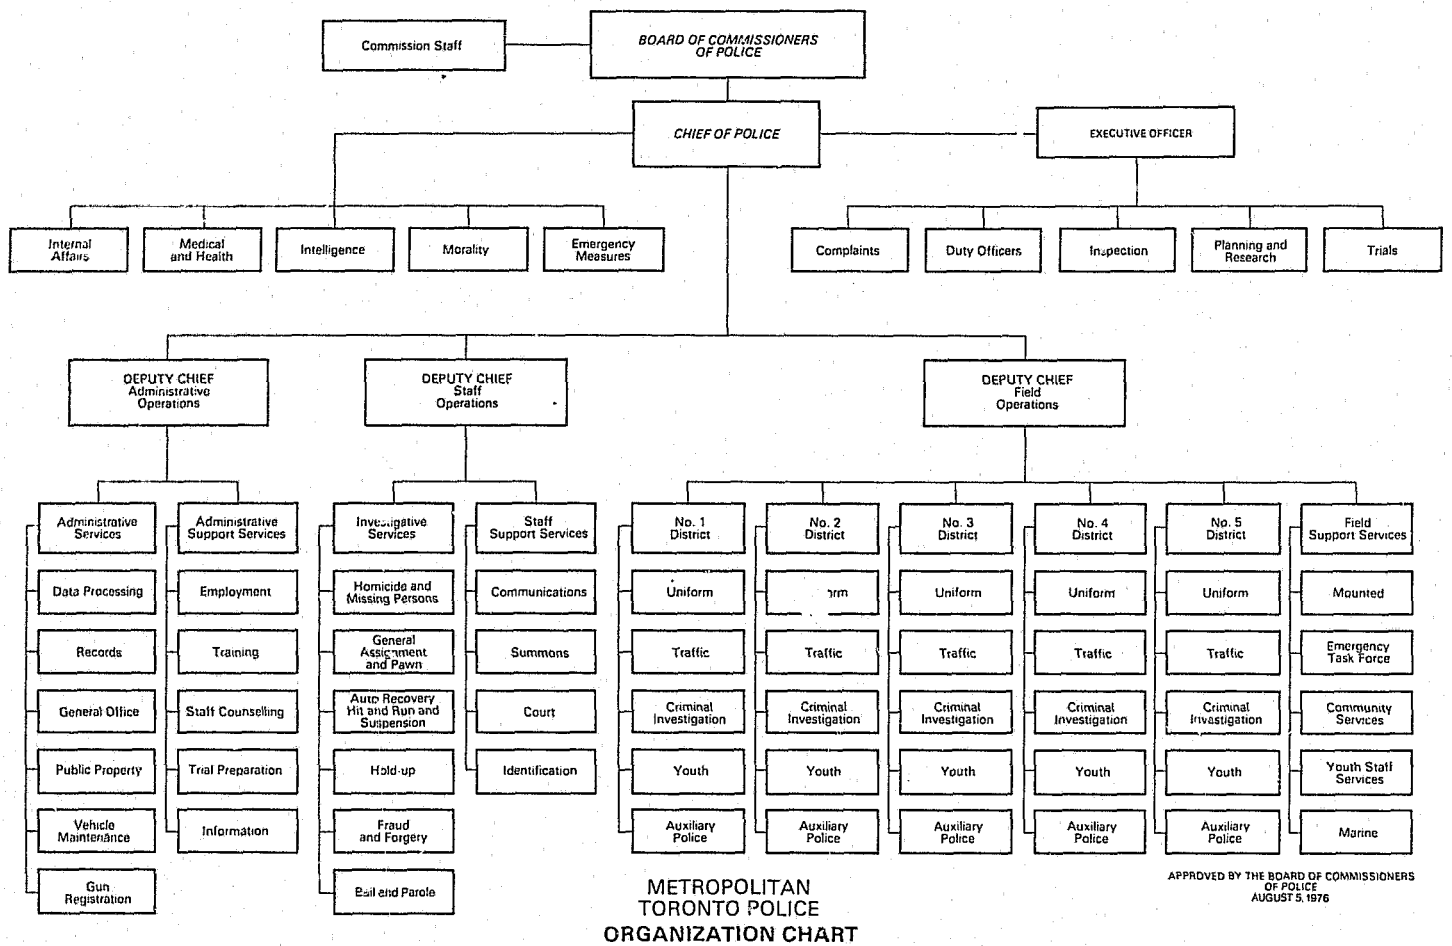 Commission Staff
BOARD OF COMMISSIONERS
OF POLICE
CHIEF OF POLICE
EXECUTIVE OFFICER
Internal
Affairs
Medical
and Health
Intelligence
Morality
Emergency
Measures
Complaints
Duty Officers
Inspection
Planning and
Research
Trials
DEPUTY CHIEF
Administrative
Operations
DEPUTY CHIEF
Staff
Operations
DEPUTY CHIEF
Field
Operations
Administrative
Services
Data Processing
Records
General Office
Public Property
Vehicle
Maintenance
Gun
Registration
Administrative
Support Services
Employment
Training
Staff Counselling
Trial Preparation
Information
Investigative
Services
Homicide and
Missing Persons
General
Assignment
and Pawn
Auto Recovery
Hit and Run and
Suspension
Hold-up
Fraud
and Forgery
Bail and Parole
Staff
Support Services
Communications
Summons
Court
Identification
No. 1
District
Uniform
Traffic
Criminal
Investigation
Youth
Auxiliary
Police
No. 2
District
Traffic
Criminal
Investigation
Youth
Auxiliary
Police
No. 3
District
Uniform
Traffic
Criminal
Investigation
Youth
Auxiliary
Police
No. 4
District
Uniform
Traffic
Criminal
Investigation
Youth
Auxiliary
Police
No. 5
District
Uniform
Traffic
Criminal
Investigation
Youth
Auxiliary
Police
Field
Support Services
Mounted
Emergency
Task Force
Community
Services
Youth Staff
Services
Marine
METROPOLITAN
TORONTO POLICE
ORGANIZATION CHART
APPROVED BY THE BOARD OF COMMISSIONERS
OF POLICE
AUGUST 5, 1976